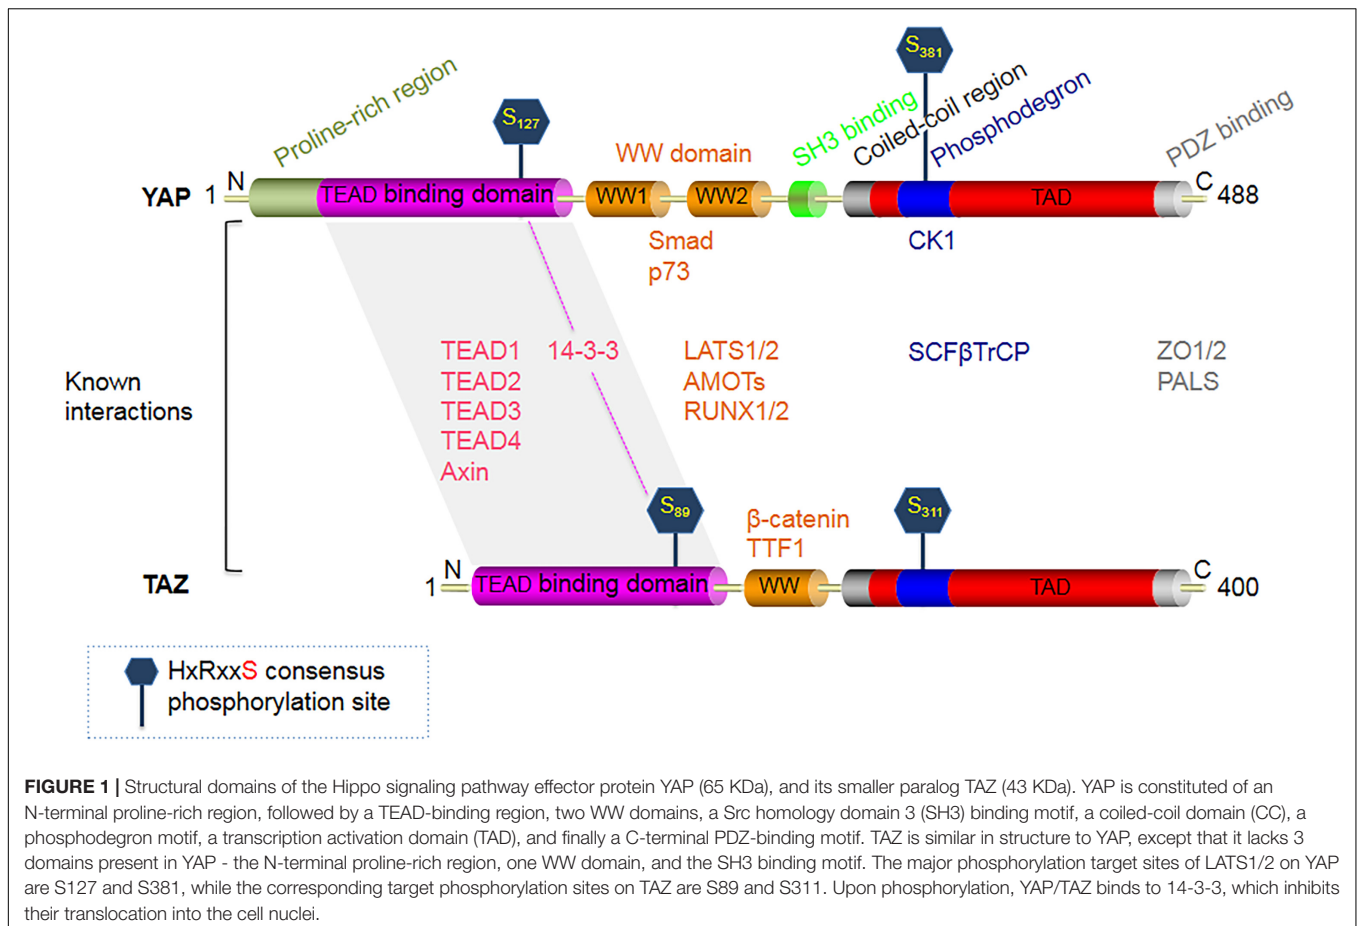 S381
Proline-rich region
S127
SH3 binding
Coiled-coil region
Phosphodegron
PDZ binding
WW domain
YAP 1 N TEAD binding domain WW1 WW2 TAD C 488
Smad
p73
CK1
Known
interactions
TEAD1 14-3-3
TEAD2
TEAD3
TEAD4
Axin
LATS1/2
AMOTs
RUNX1/2
SCFβTrCP
ZO1/2
PALS
S89
β-catenin
TTF1
S311
TAZ 1 N TEAD binding domain WW TAD C 400
HxRxxS consensus
phosphorylation site
FIGURE 1 | Structural domains of the Hippo signaling pathway effector protein YAP (65 KDa), and its smaller paralog TAZ (43 KDa). YAP is constituted of an
N-terminal proline-rich region, followed by a TEAD-binding region, two WW domains, a Src homology domain 3 (SH3) binding motif, a coiled-coil domain (CC), a
phosphodegron motif, a transcription activation domain (TAD), and finally a C-terminal PDZ-binding motif. TAZ is similar in structure to YAP, except that it lacks 3
domains present in YAP - the N-terminal proline-rich region, one WW domain, and the SH3 binding motif. The major phosphorylation target sites of LATS1/2 on YAP
are S127 and S381, while the corresponding target phosphorylation sites on TAZ are S89 and S311. Upon phosphorylation, YAP/TAZ binds to 14-3-3, which inhibits
their translocation into the cell nuclei.